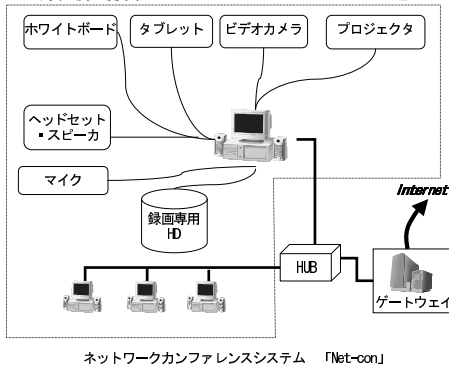 ホワイトボード
タブレット
ビデオカメラ
プロジェクタ
ヘッドセット
・スピーカ
マイク
録画専用
HD
Internet
HUB
ゲートウェイ
ネットワークカンファレンスシステム 「Net-con」